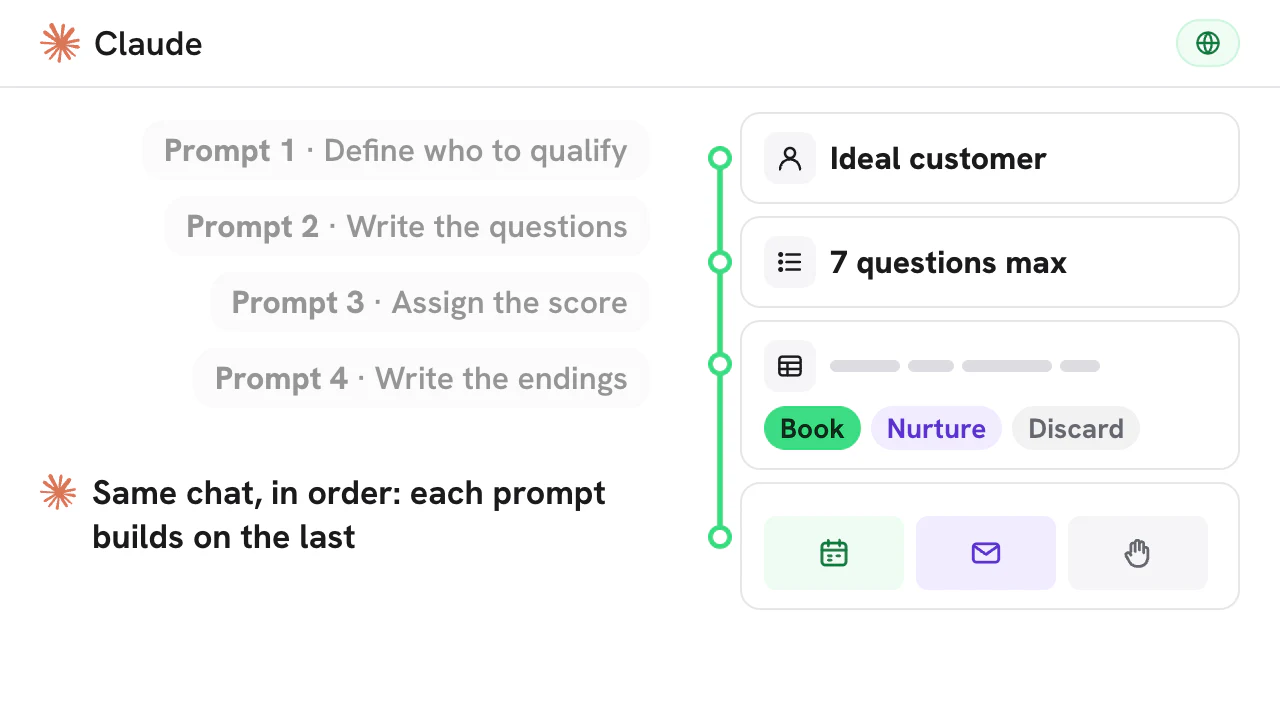 Claude
Prompt 1 · Define who to qualify
Prompt 2 · Write the questions
Prompt 3 · Assign the score
Prompt 4 · Write the endings
Same chat, in order: each prompt
builds on the last
Ideal customer
7 questions max
Book
Nurture
Discard